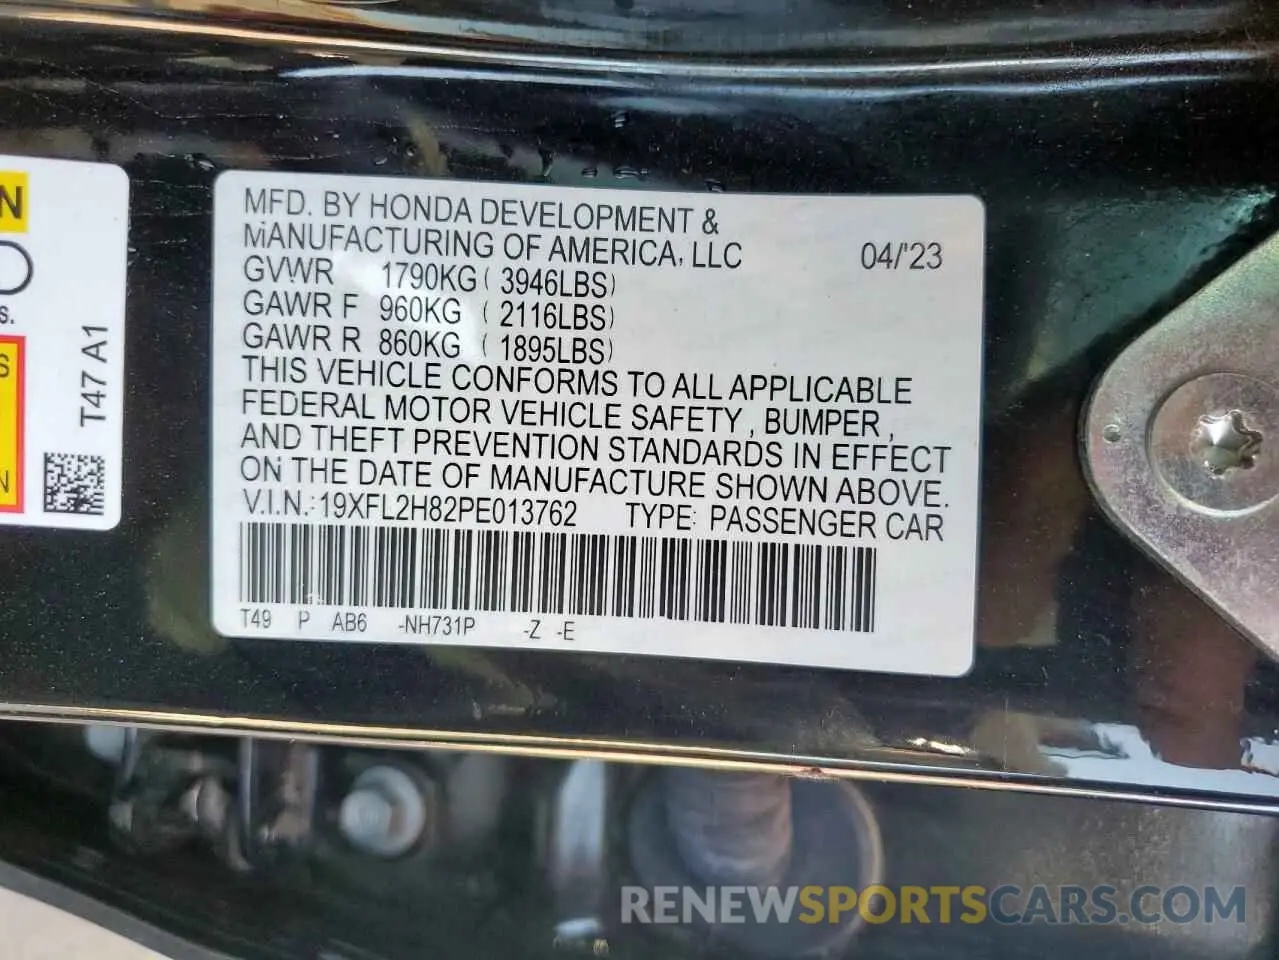 MFD. BY HONDA DEVELOPMENT &
MANUFACTURING OF AMERICA, LLC 04/'23
GVWR 1790KG ( 3946LBS)
GAWR F 960KG ( 2116LBS)
GAWR R 860KG ( 1895LBS)
THIS VEHICLE CONFORMS TO ALL APPLICABLE
FEDERAL MOTOR VEHICLE SAFETY , BUMPER ,
AND THEFT PREVENTION STANDARDS IN EFFECT
ON THE DATE OF MANUFACTURE SHOWN ABOVE.
V.I.N.: 19XFL2H82PE013762 TYPE: PASSENGER CAR
T49 P AB6 -NH731P -Z -E
T47 A1
RENEWSPORTSCARS.COM